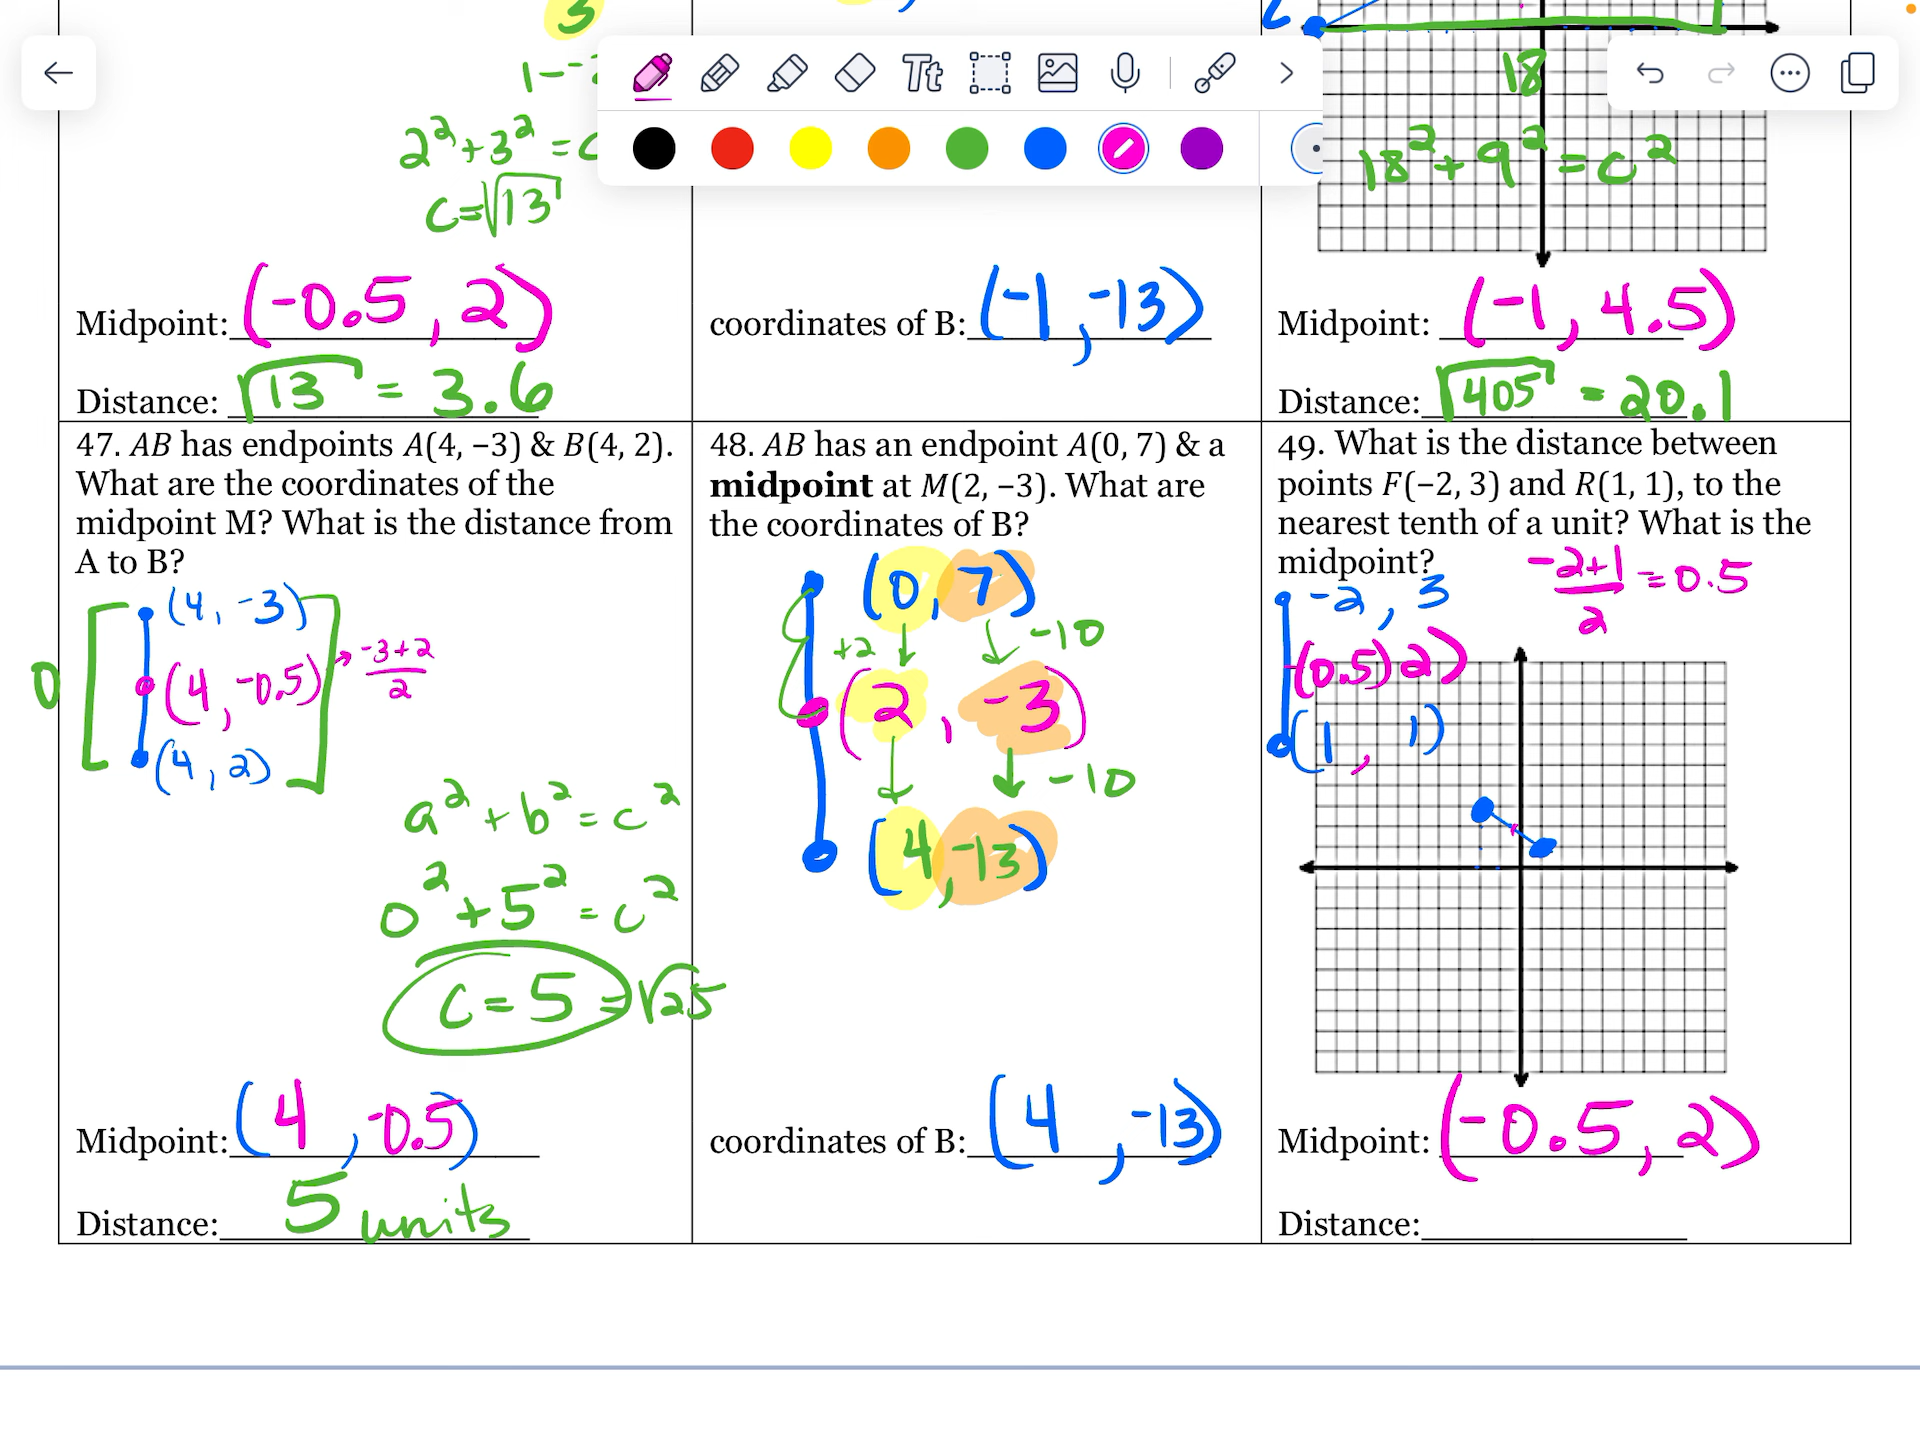 3
1 - -2
2² + 3² =
c = √13
Midpoint: (-0.5, 2)
Distance: √13 = 3.6
coordinates of B: (-1, -13)
Tt
18
18² + 9² = c²
Midpoint: (-1, 4.5)
Distance: √405 = 20.1
47. AB has endpoints A(4, −3) & B(4, 2).
What are the coordinates of the
midpoint M? What is the distance from
A to B?
(4, -3)
0
(4, -0.5) → -3+2/2
(4, 2)
a² + b² = c²
0² + 5² = c²
c = 5 = √25
Midpoint: (4, -0.5)
Distance: 5 units
48. AB has an endpoint A(0, 7) & a
midpoint at M(2, −3). What are
the coordinates of B?
(0, 7)
+2 -10
(2, -3)
-10
(4, -13)
coordinates of B: (4, -13)
49. What is the distance between
points F(−2, 3) and R(1, 1), to the
nearest tenth of a unit? What is the
midpoint?
-2+1/2 = 0.5
-2, 3
(0.5) 2)
(1, 1)
Midpoint: (-0.5, 2)
Distance: